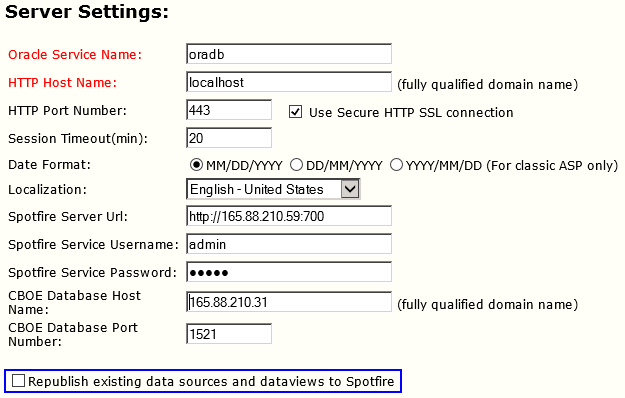 Server Settings:
Oracle Service Name: oradb
HTTP Host Name: localhost (fully qualified domain name)
HTTP Port Number: 443 Use Secure HTTP SSL connection
Session Timeout(min): 20
Date Format: MM/DD/YYYY DD/MM/YYYY YYYY/MM/DD (For classic ASP only)
Localization: English - United States
Spotfire Server Url: http://165.88.210.59:700
Spotfire Service Username: admin
Spotfire Service Password: ●●●●●
CBOE Database Host
Name: 165.88.210.31 (fully qualified domain name)
CBOE Database Port
Number: 1521
Republish existing data sources and dataviews to Spotfire